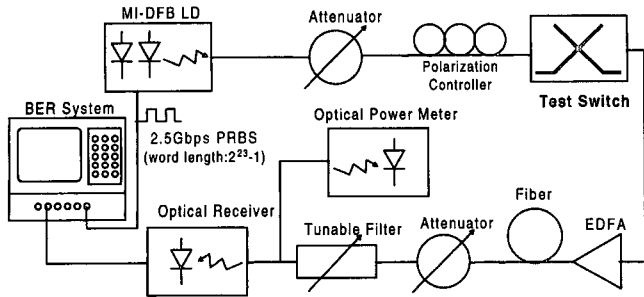 MI-DFB LD
Attenuator
Polarization
Controller
Test Switch
BER System
2.5Gbps PRBS
(word length:2²³-1)
Optical Power Meter
Optical Receiver
Tunable Filter
Attenuator
Fiber
EDFA